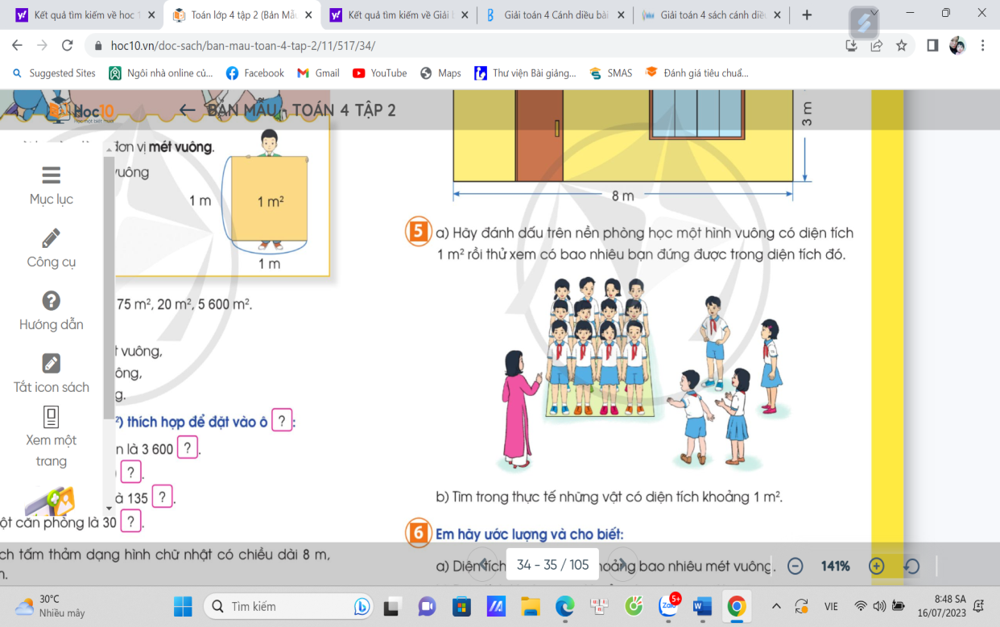 Kết quả tìm kiếm về học 1
Toán lớp 4 tập 2 (Bản Mẫu
Kết quả tìm kiếm về Giải
Giải toán 4 Cánh diều bài
Giải toán 4 sách cánh diề
hoc10.vn/doc-sach/ban-mau-toan-4-tap-2/11/517/34/
Suggested Sites
Ngôi nhà online củ...
Facebook
Gmail
YouTube
Maps
Thư viện Bài giảng...
SMAS
Đánh giá tiêu chuẩ...
Hoc10
BẢN MẪU - TOÁN 4 TẬP 2
Mục lục
Công cụ
Hướng dẫn
Tắt icon sách
Xem một
trang
đơn vị mét vuông.
vuông
1 m
1 m²
1 m
75 m², 20 m², 5 600 m².
t vuông,
ông,
g.
²) thích hợp để đặt vào ô ? :
n là 3 600 ? .
? .
à 135 ? .
ột căn phòng là 30 ? .
ch tấm thảm dạng hình chữ nhật có chiều dài 8 m,
n.
3 m
8 m
5 a) Hãy đánh dấu trên nền phòng học một hình vuông có diện tích
1 m² rồi thử xem có bao nhiêu bạn đứng được trong diện tích đó.
b) Tìm trong thực tế những vật có diện tích khoảng 1 m².
6 Em hãy ước lượng và cho biết:
a) Diện tích
hoảng bao nhiêu mét vuông.
34 - 35 / 105
141%
30°C
Nhiều mây
Tìm kiếm
Zalo
5+
VIE
8:48 SA
16/07/2023